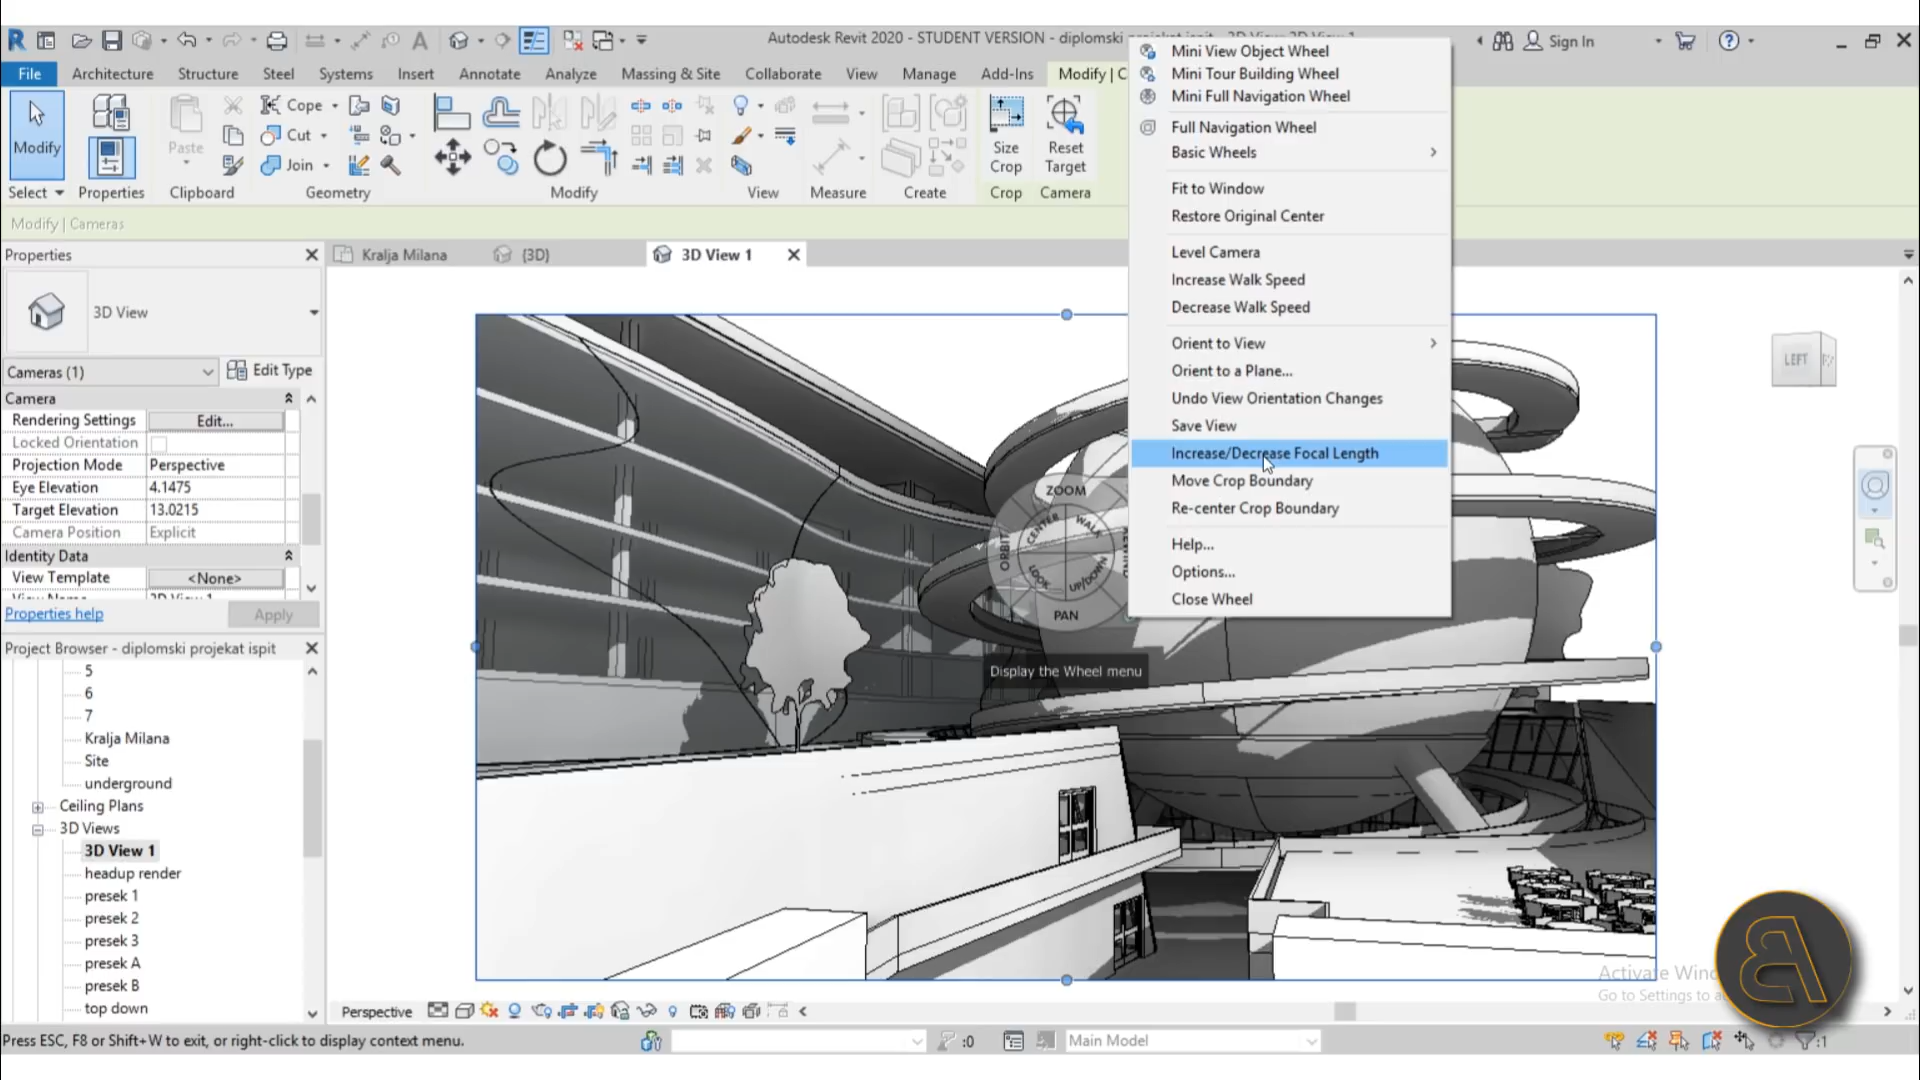 Autodesk Revit 2020 - STUDENT VERSION - diplomski
Sign In
File Architecture Structure Steel Systems Insert Annotate Analyze Massing & Site Collaborate View Manage Add-Ins Modify | C
Modify
Paste
Cope
Cut
Join
Size Crop
Reset Target
Select Properties Clipboard Geometry Modify View Measure Create Crop Camera
Modify | Cameras
Properties
Kralja Milana
(3D)
3D View 1
3D View
Cameras (1)
Edit Type
Camera
Rendering Settings Edit...
Locked Orientation
Projection Mode Perspective
Eye Elevation 4.1475
Target Elevation 13.0215
Camera Position Explicit
Identity Data
View Template <None>
Properties help
Apply
Project Browser - diplomski projekat ispit
5
6
7
Kralja Milana
Site
underground
Ceiling Plans
3D Views
3D View 1
headup render
presek 1
presek 2
presek 3
presek A
presek B
top down
Mini View Object Wheel
Mini Tour Building Wheel
Mini Full Navigation Wheel
Full Navigation Wheel
Basic Wheels
Fit to Window
Restore Original Center
Level Camera
Increase Walk Speed
Decrease Walk Speed
Orient to View
Orient to a Plane...
Undo View Orientation Changes
Save View
Increase/Decrease Focal Length
Move Crop Boundary
Re-center Crop Boundary
Help...
Options...
Close Wheel
LEFT
ZOOM
CENTER
WALK
ORBIT
LOOK
UP/DOWN
PAN
Display the Wheel menu
Activate Wind
Go to Settings to a
Perspective
Press ESC, F8 or Shift+W to exit, or right-click to display context menu.
:0
Main Model
:1